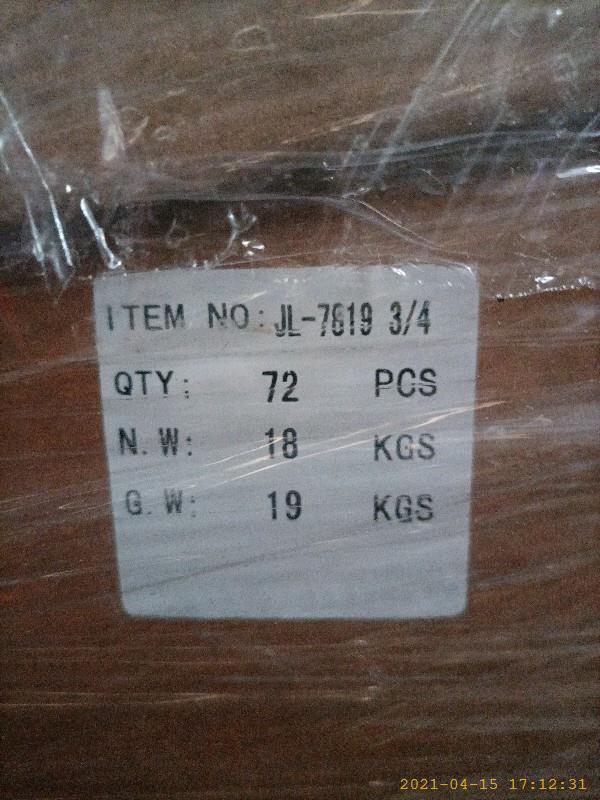 ITEM NO: JL-7819 3/4
QTY: 72 PCS
N.W: 18 KGS
G.W: 19 KGS
2021-04-15 17:12:31